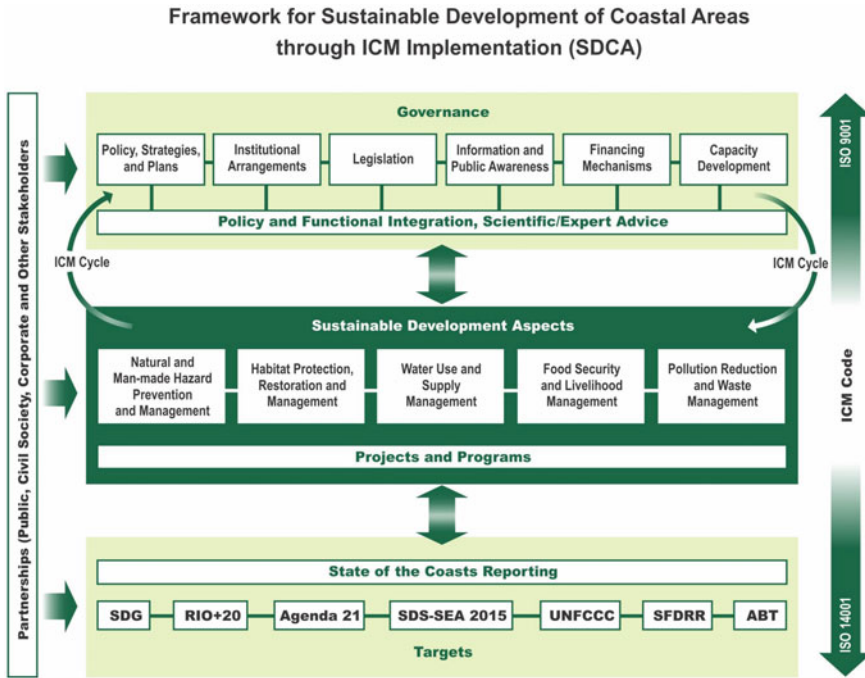 Framework for Sustainable Development of Coastal Areas
through ICM Implementation (SDCA)
Partnerships (Public, Civil Society, Corporate and Other Stakeholders
Governance
Policy, Strategies,
and Plans
Institutional
Arrangements
Legislation
Information and
Public Awareness
Financing
Mechanisms
Capacity
Development
Policy and Functional Integration, Scientific/Expert Advice
ICM Cycle
ICM Cycle
Sustainable Development Aspects
Natural and
Man-made Hazard
Prevention
and Management
Habitat Protection,
Restoration and
Management
Water Use and
Supply
Management
Food Security
and Livelihood
Management
Pollution Reduction
and Waste
Management
Projects and Programs
State of the Coasts Reporting
SDG
RIO+20
Agenda 21
SDS-SEA 2015
UNFCCC
SFDRR
ABT
Targets
ISO 9001
ICM Code
ISO 14001